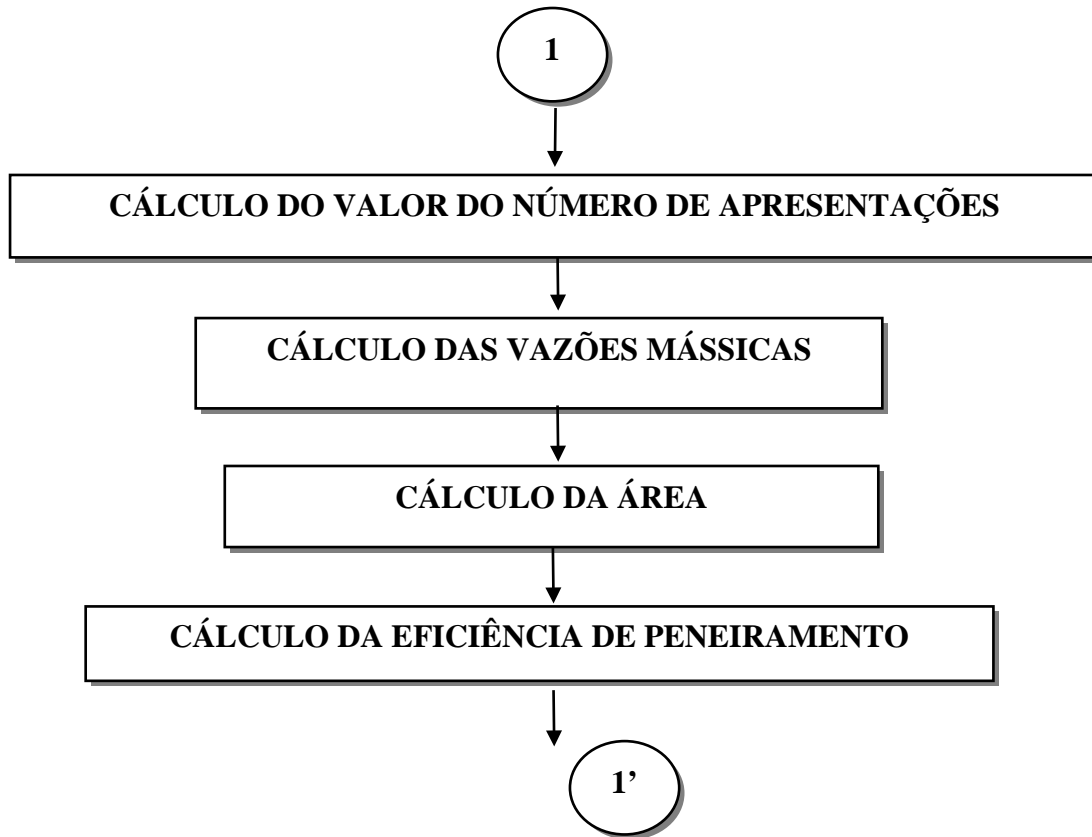 1
CÁLCULO DO VALOR DO NÚMERO DE APRESENTAÇÕES
CÁLCULO DAS VAZÕES MÁSSICAS
CÁLCULO DA ÁREA
CÁLCULO DA EFICIÊNCIA DE PENEIRAMENTO
1’